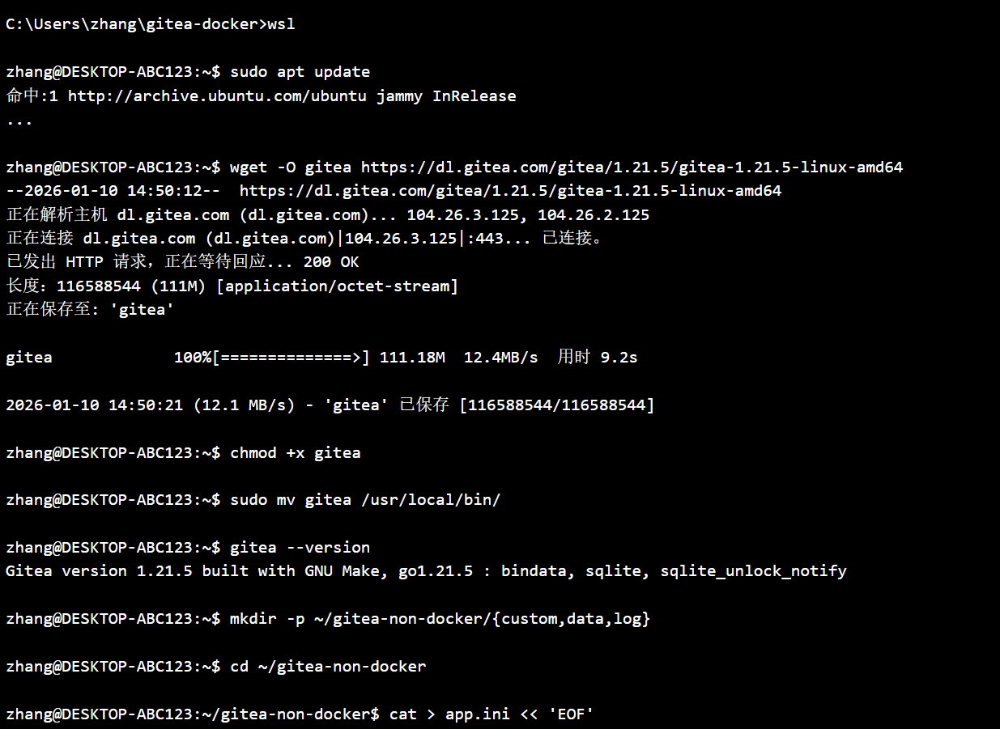 C:\Users\zhang\gitea-docker>wsl
zhang@DESKTOP-ABC123:~$ sudo apt update
命中:1 http://archive.ubuntu.com/ubuntu jammy InRelease
...
zhang@DESKTOP-ABC123:~$ wget -O gitea https://dl.gitea.com/gitea/1.21.5/gitea-1.21.5-linux-amd64
--2026-01-10 14:50:12--  https://dl.gitea.com/gitea/1.21.5/gitea-1.21.5-linux-amd64
正在解析主机 dl.gitea.com (dl.gitea.com)... 104.26.3.125, 104.26.2.125
正在连接 dl.gitea.com (dl.gitea.com)|104.26.3.125|:443... 已连接。
已发出 HTTP 请求，正在等待回应... 200 OK
长度：116588544 (111M) [application/octet-stream]
正在保存至: 'gitea'
gitea             100%[==============>] 111.18M  12.4MB/s  用时 9.2s
2026-01-10 14:50:21 (12.1 MB/s) - 'gitea' 已保存 [116588544/116588544]
zhang@DESKTOP-ABC123:~$ chmod +x gitea
zhang@DESKTOP-ABC123:~$ sudo mv gitea /usr/local/bin/
zhang@DESKTOP-ABC123:~$ gitea --version
Gitea version 1.21.5 built with GNU Make, go1.21.5 : bindata, sqlite, sqlite_unlock_notify
zhang@DESKTOP-ABC123:~$ mkdir -p ~/gitea-non-docker/{custom,data,log}
zhang@DESKTOP-ABC123:~$ cd ~/gitea-non-docker
zhang@DESKTOP-ABC123:~/gitea-non-docker$ cat > app.ini << 'EOF'